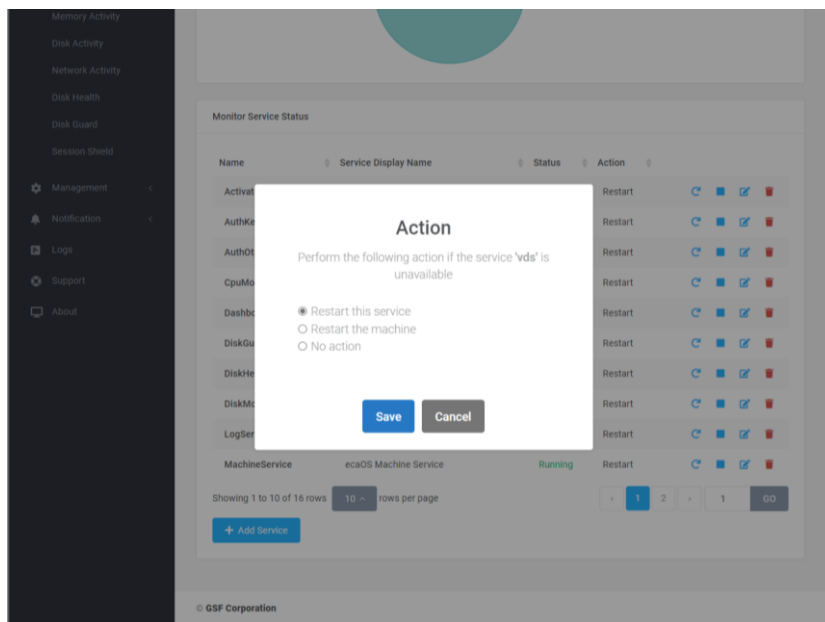 Memory Activity
Disk Activity
Network Activity
Disk Health
Disk Guard
Session Shield
Management
Notification
Logs
Support
About
Monitor Service Status
Name Service Display Name Status Action
Activat Restart
AuthKe Restart
AuthOt Restart
CpuMo Restart
Dashbo Restart
DiskGu Restart
DiskHe Restart
DiskMo Restart
LogSer Restart
MachineService ecaOS Machine Service Running Restart
Action
Perform the following action if the service 'vds' is
unavailable
Restart this service
Restart the machine
No action
Save Cancel
Showing 1 to 10 of 16 rows 10 rows per page 1 2 1 GO
+ Add Service
© GSF Corporation